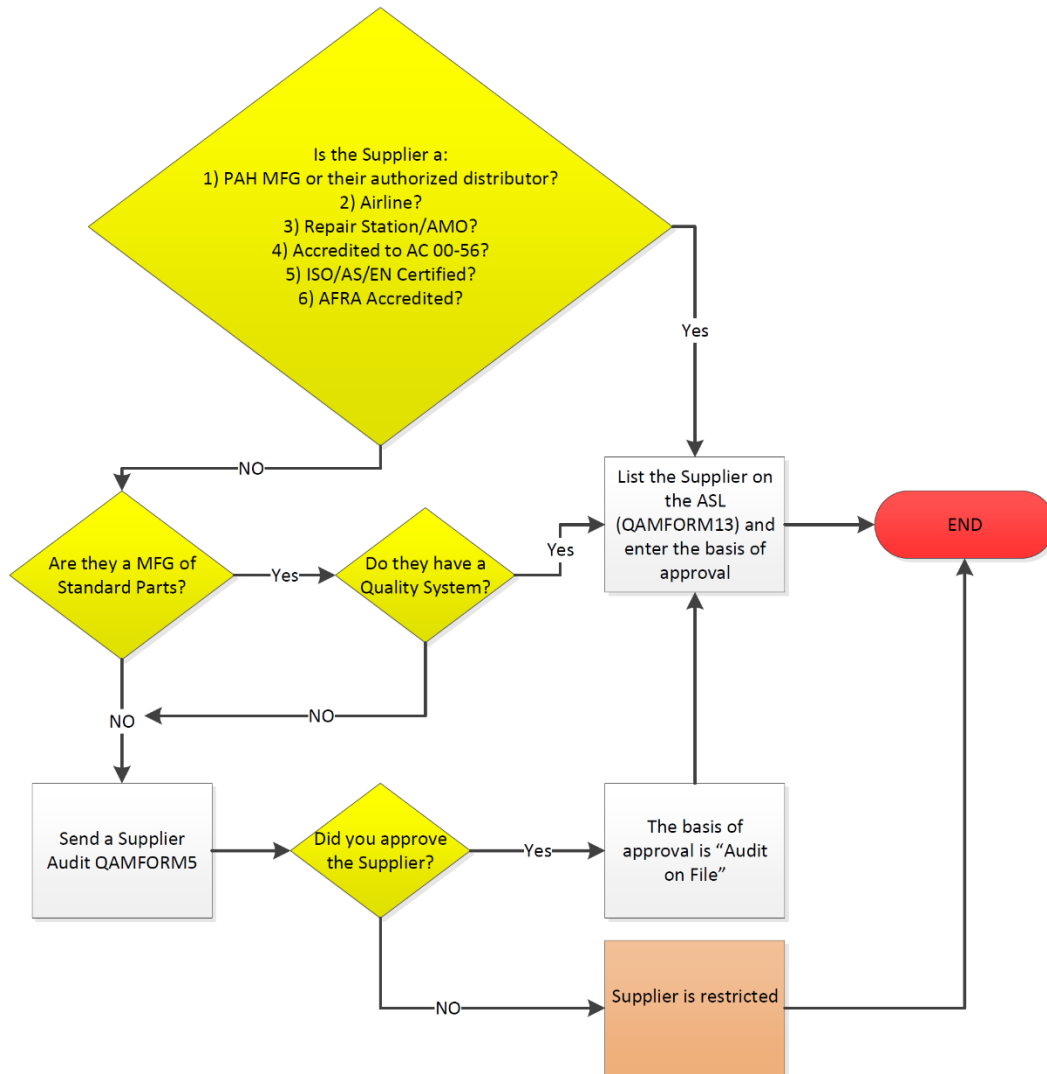 Is the Supplier a:
1) PAH MFG or their authorized distributor?
2) Airline?
3) Repair Station/AMO?
4) Accredited to AC 00-56?
5) ISO/AS/EN Certified?
6) AFRA Accredited?
Yes
NO
List the Supplier on
the ASL
(QAMFORM13) and
enter the basis of
approval
END
Are they a MFG of
Standard Parts?
Yes
Do they have a
Quality System?
Yes
NO
NO
Send a Supplier
Audit QAMFORM5
Did you approve
the Supplier?
Yes
The basis of
approval is “Audit
on File”
NO
Supplier is restricted